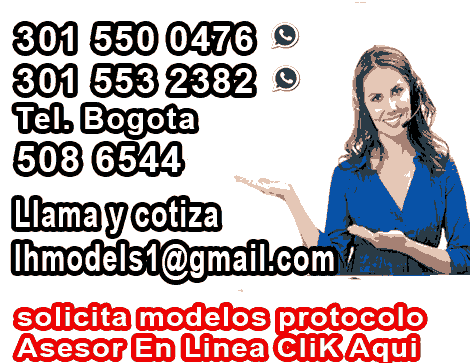 301 550 0476
301 553 2382
Tel. Bogota
508 6544
Llama y cotiza
lhmodels1@gmail.com
solicita modelos protocolo
Asesor En Linea CliK Aqui